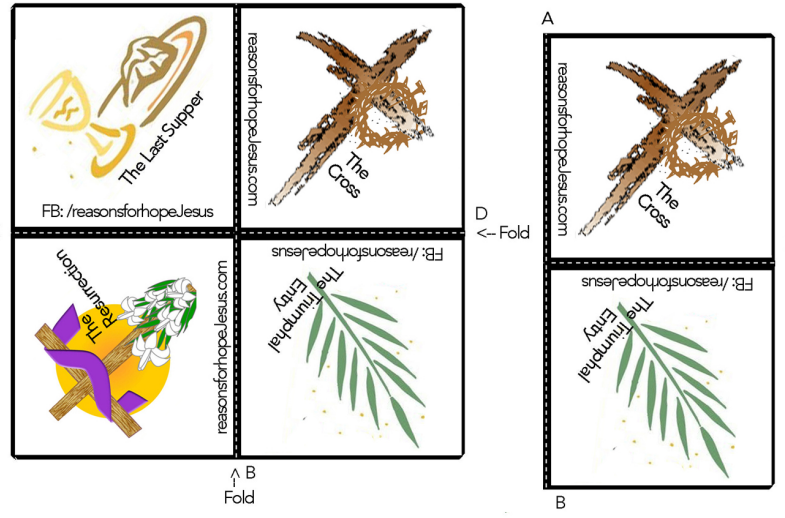 The Last Supper
FB: /reasonsforhopeJesus
reasonsforhopeJesus.com
The
Cross
D
<-- Fold
The
Resurrection
reasonsforhopeJesus.com
FB: /reasonsforhopeJesus
The Triumphal
Entry
<-- B
Fold
A
reasonsforhopeJesus.com
The
Cross
FB: /reasonsforhopeJesus
The Triumphal
Entry
B